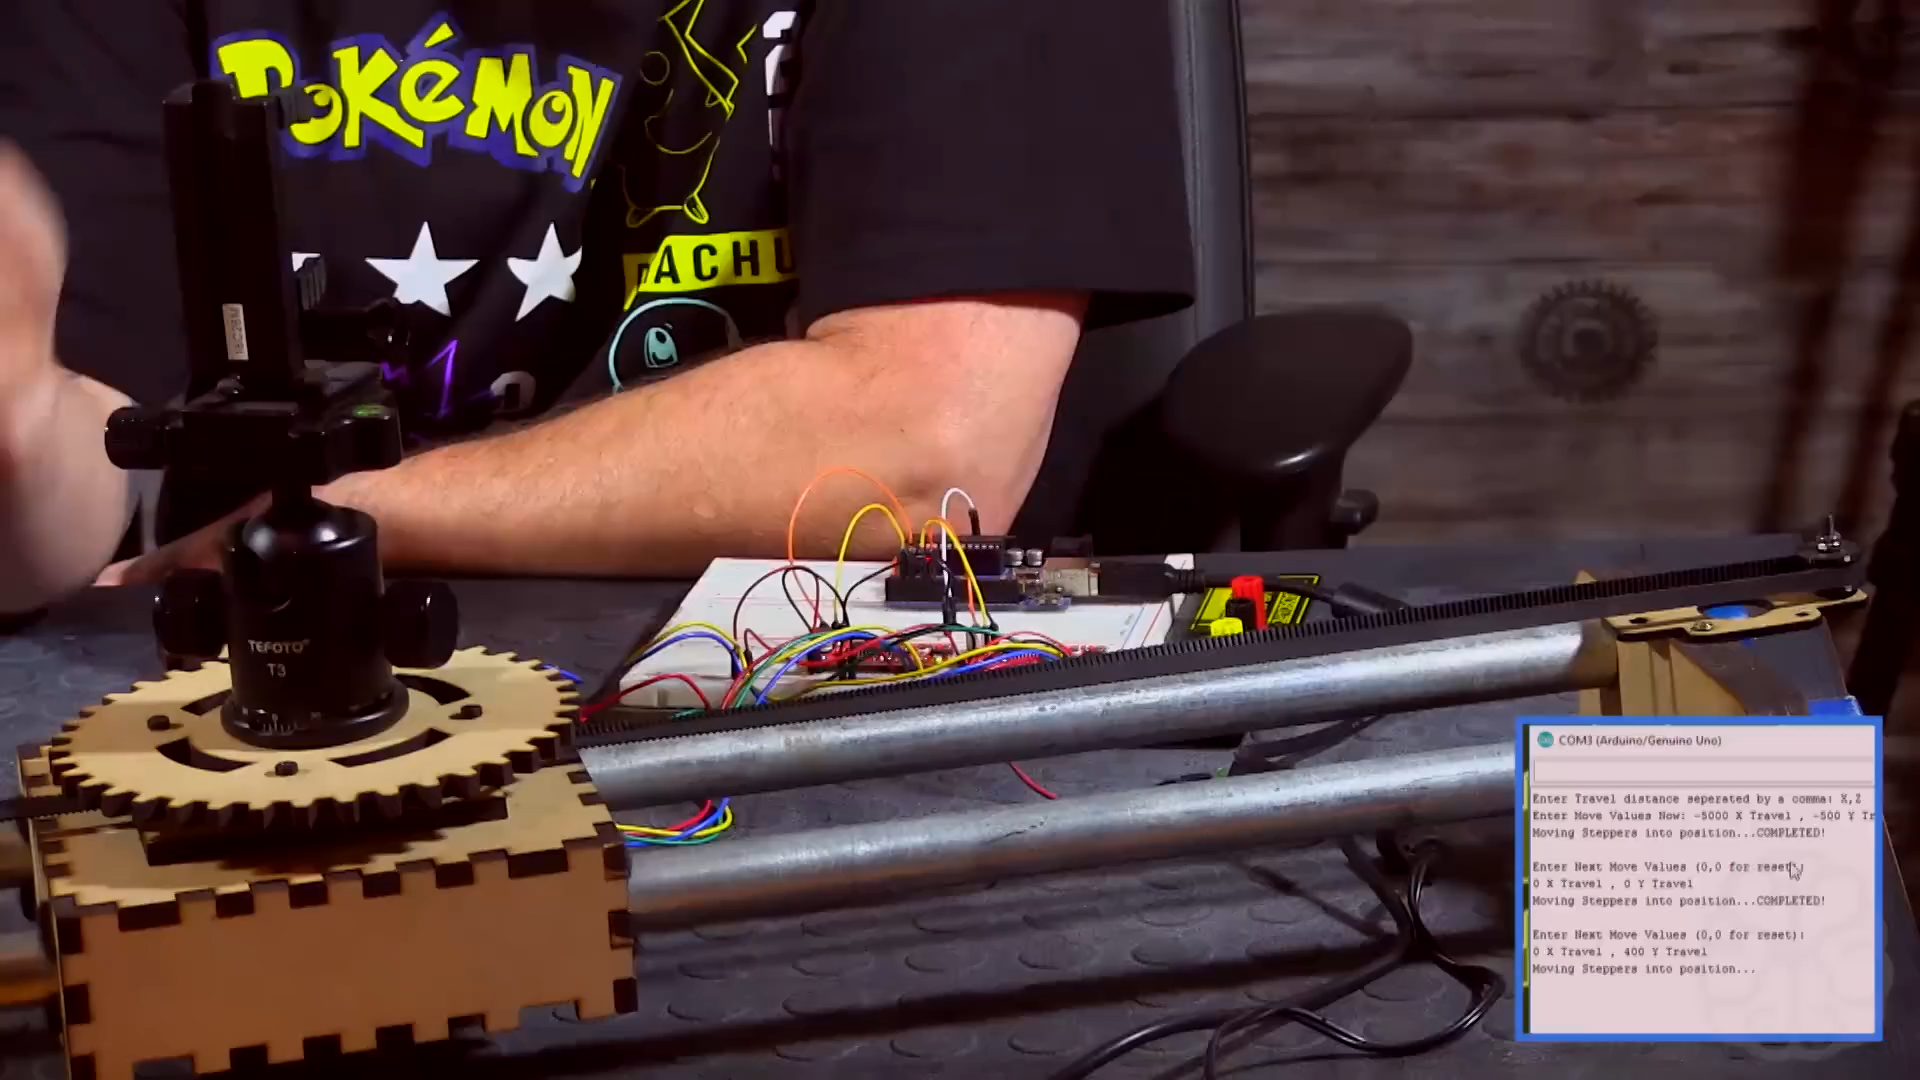 POKéMON
ACHU
TEFOTO®
T3
COM3 (Arduino/Genuino Uno)
Enter Travel distance seperated by a comma: X,Z
Enter Move Values Now: -5000 X Travel , -500 Y Tr
Moving Steppers into position...COMPLETED!
Enter Next Move Values (0,0 for reset):
0 X Travel , 0 Y Travel
Moving Steppers into position...COMPLETED!
Enter Next Move Values (0,0 for reset):
0 X Travel , 400 Y Travel
Moving Steppers into position...